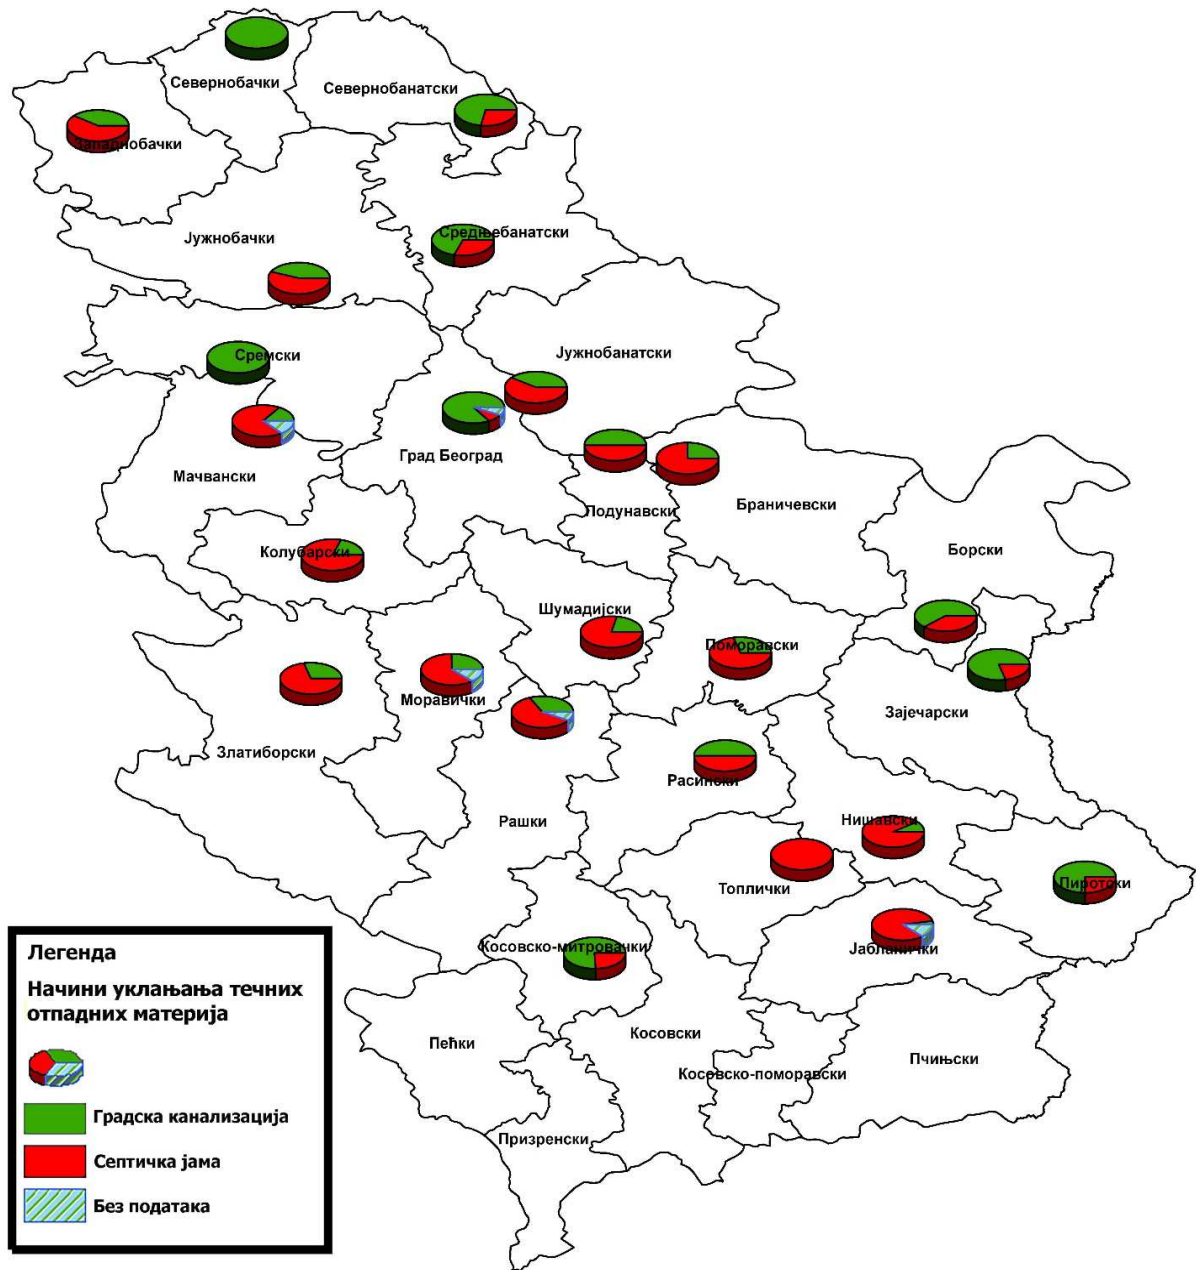 Севернобачки
Севернобанатски
Западнобачки
Јужнобачки
Средњебанатски
Сремски
Јужнобанатски
Град Београд
Мачвански
Подунавски
Браничевски
Колубарски
Борски
Шумадијски
Поморавски
Моравички
Зајечарски
Златиборски
Расински
Рашки
Нишавски
Топлички
Пиротски
Косовско-митровачки
Јабланички
Пећки
Косовски
Пчињски
Косовско-поморавски
Призренски
Легенда
Начини уклањања течних
отпадних материја
Градска канализација
Септичка јама
Без података